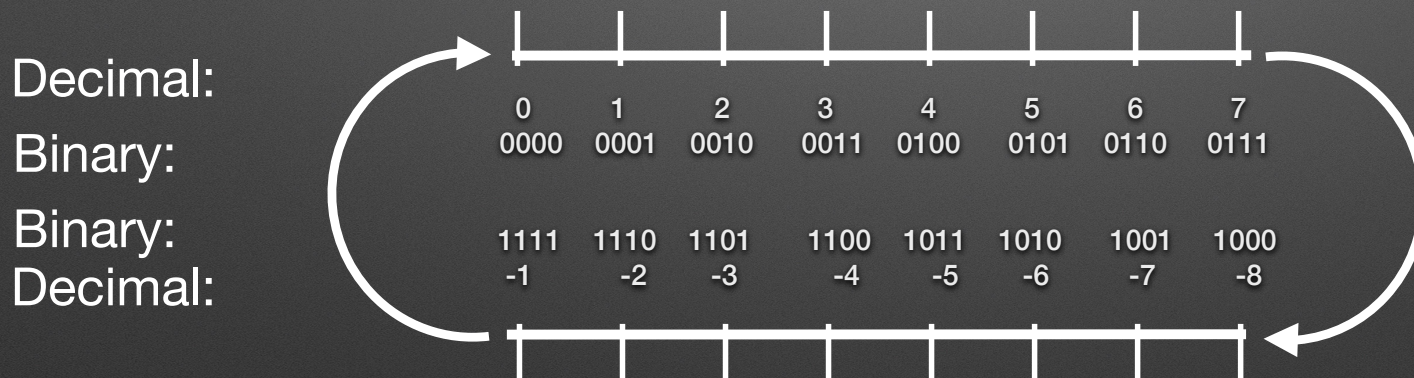 Decimal:
0 1 2 3 4 5 6 7
Binary:
0000 0001 0010 0011 0100 0101 0110 0111
Binary:
1111 1110 1101 1100 1011 1010 1001 1000
Decimal:
-1 -2 -3 -4 -5 -6 -7 -8